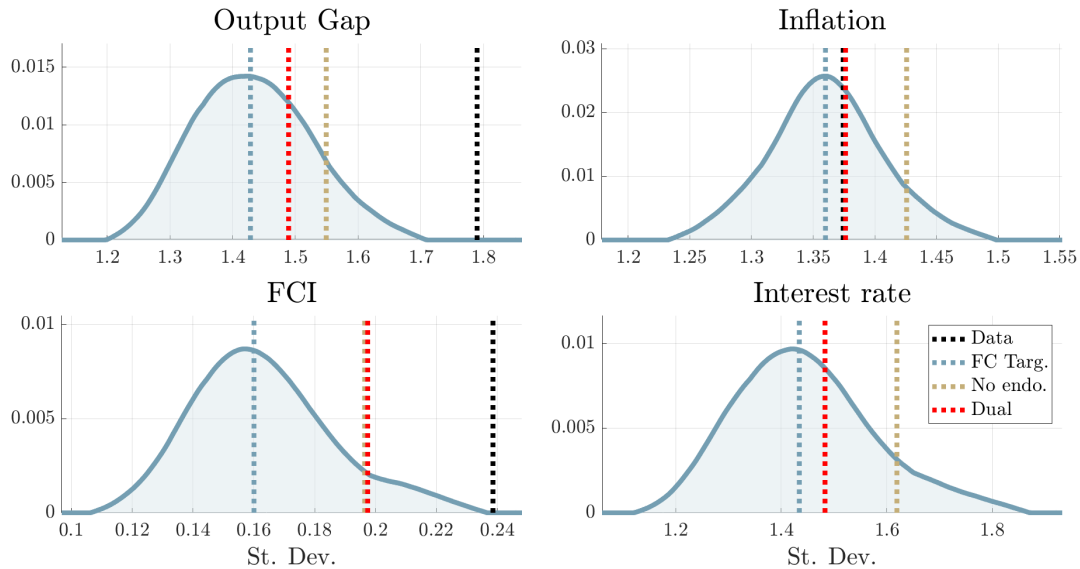 Output Gap
0.015
0.01
0.005
0
1.2 1.3 1.4 1.5 1.6 1.7 1.8
Inflation
0.03
0.02
0.01
0
1.2 1.25 1.3 1.35 1.4 1.45 1.5 1.55
FCI
0.01
0.005
0
0.1 0.12 0.14 0.16 0.18 0.2 0.22 0.24
St. Dev.
Interest rate
0.01
0.005
0
Data
FC Targ.
No endo.
Dual
1.2 1.4 1.6 1.8
St. Dev.